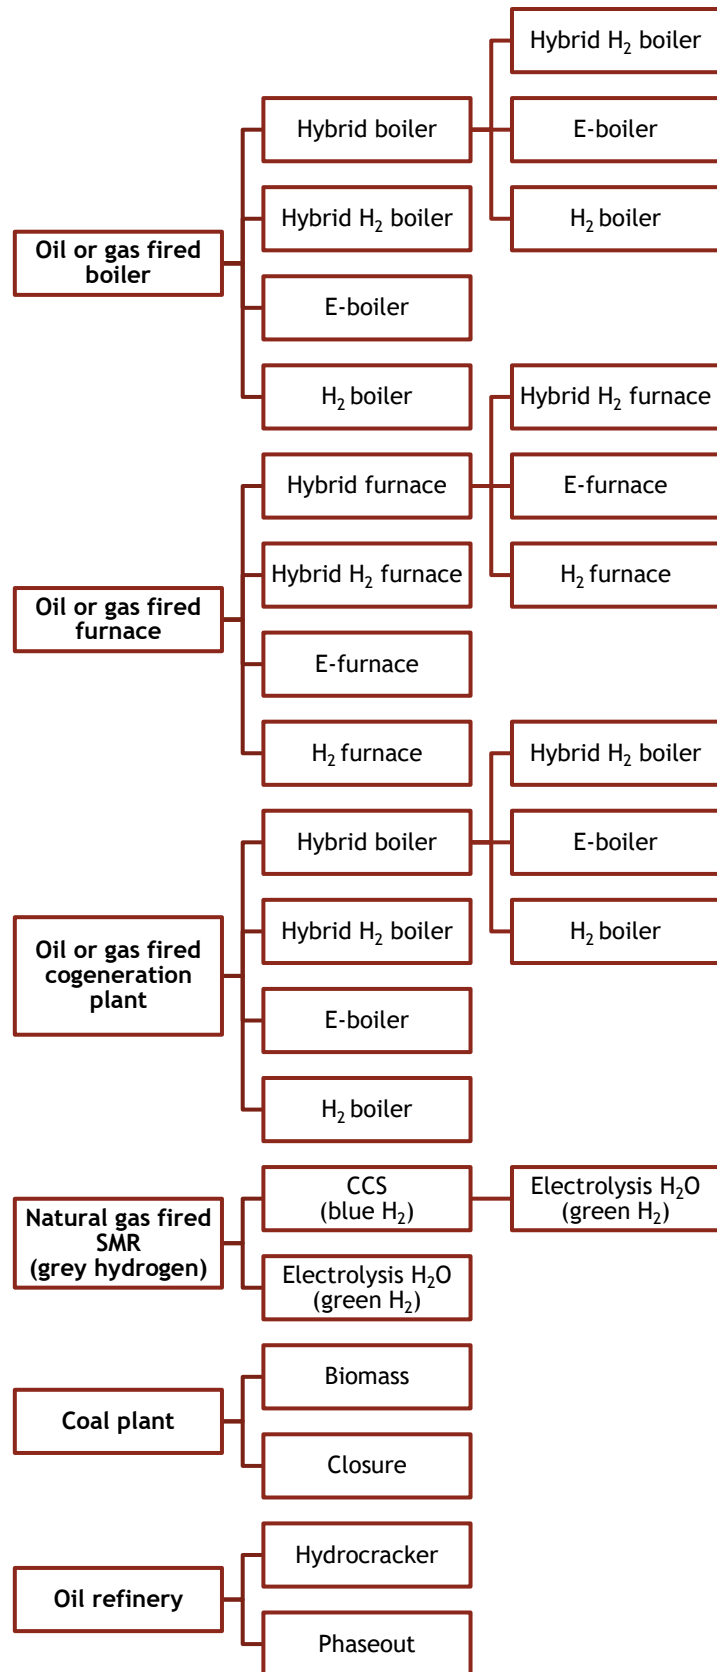 Oil or gas fired
boiler
Hybrid boiler
Hybrid H₂ boiler
E-boiler
H₂ boiler
Hybrid H₂ boiler
E-boiler
H₂ boiler
Oil or gas fired
furnace
Hybrid furnace
Hybrid H₂ furnace
E-furnace
H₂ furnace
Hybrid H₂ furnace
E-furnace
H₂ furnace
Oil or gas fired
cogeneration
plant
Hybrid boiler
Hybrid H₂ boiler
E-boiler
H₂ boiler
Hybrid H₂ boiler
E-boiler
H₂ boiler
Natural gas fired
SMR
(grey hydrogen)
CCS
(blue H₂)
Electrolysis H₂O
(green H₂)
Electrolysis H₂O
(green H₂)
Coal plant
Biomass
Closure
Oil refinery
Hydrocracker
Phaseout